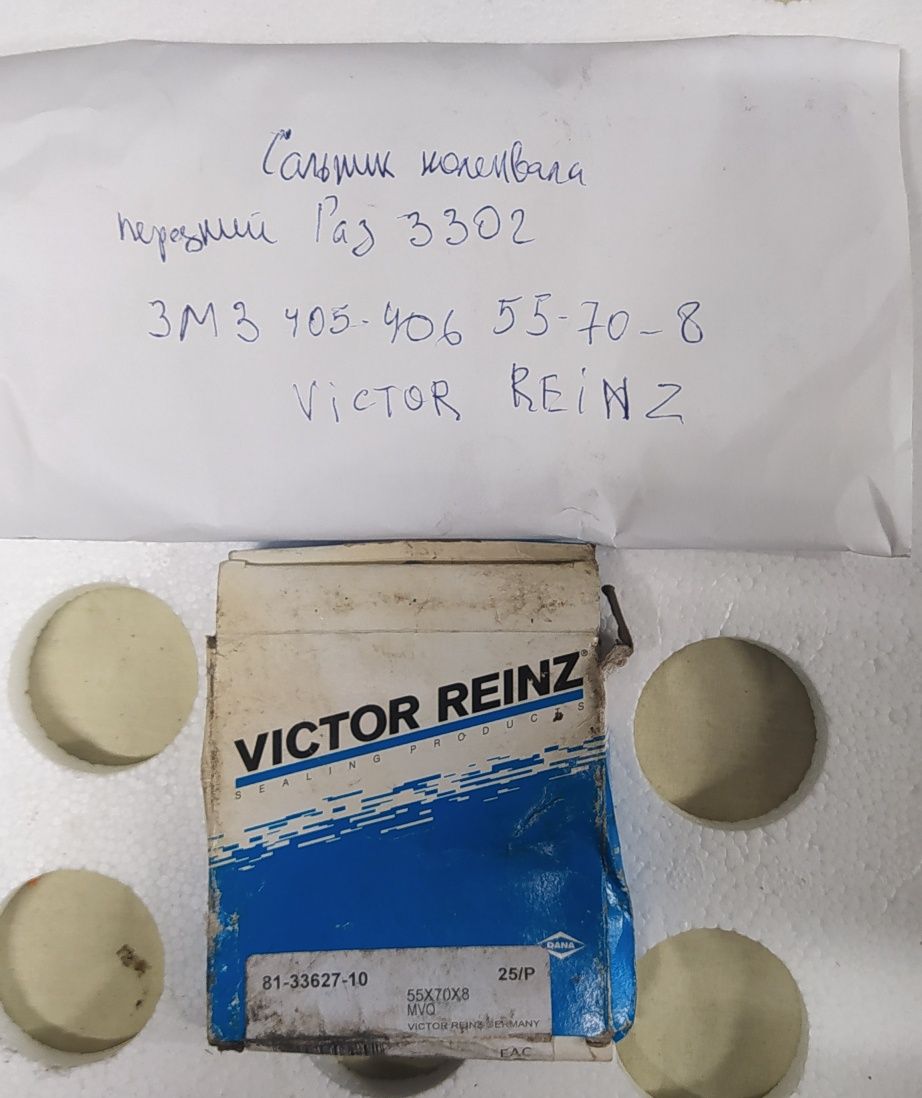 Сальник коленвала
передний Газ 3302
ЗМЗ 405-406 55-70-8
VICTOR REINZ
VICTOR REINZ®
SEALING PRODUCTS
DANA
81-33627-10 25/P
55X70X8
MVQ
VICTOR REINZ GERMANY
EAC